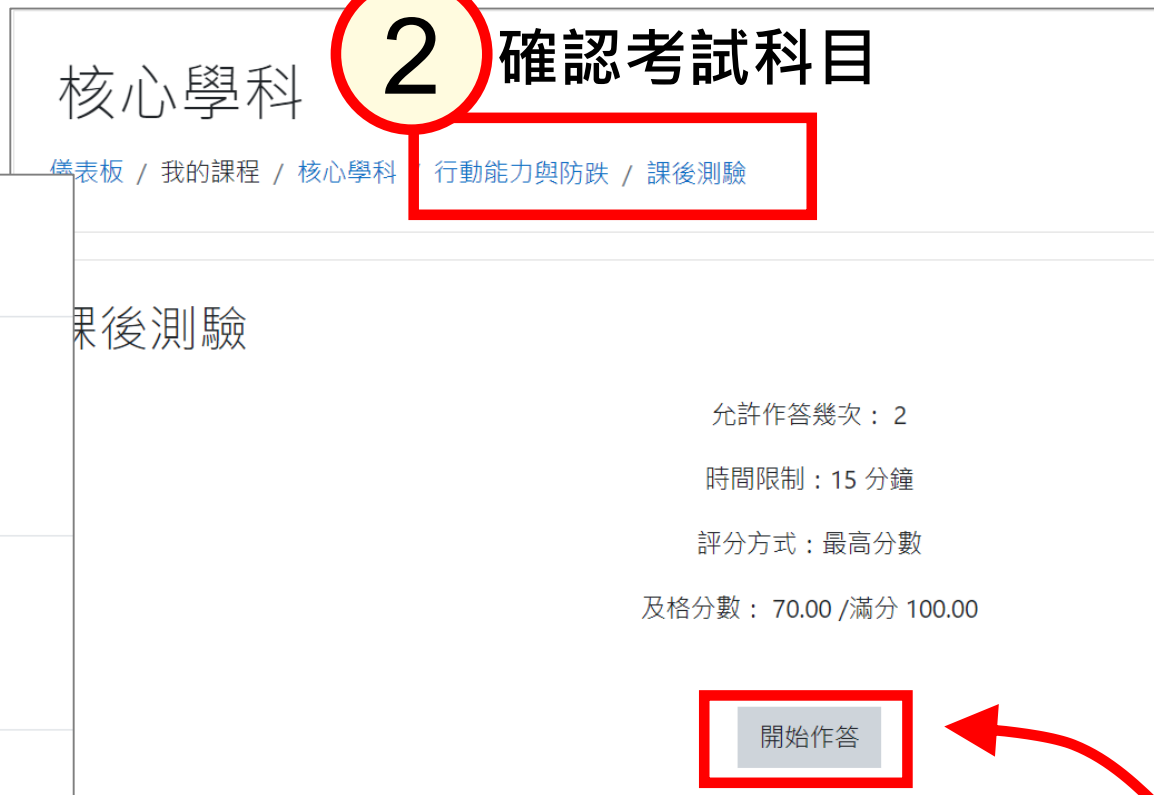 2 確認考試科目
核心學科
儀表板 / 我的課程 / 核心學科 / 行動能力與防跌 / 課後測驗
課後測驗
允許作答幾次： 2
時間限制：15 分鐘
評分方式：最高分數
及格分數： 70.00 /滿分 100.00
開始作答